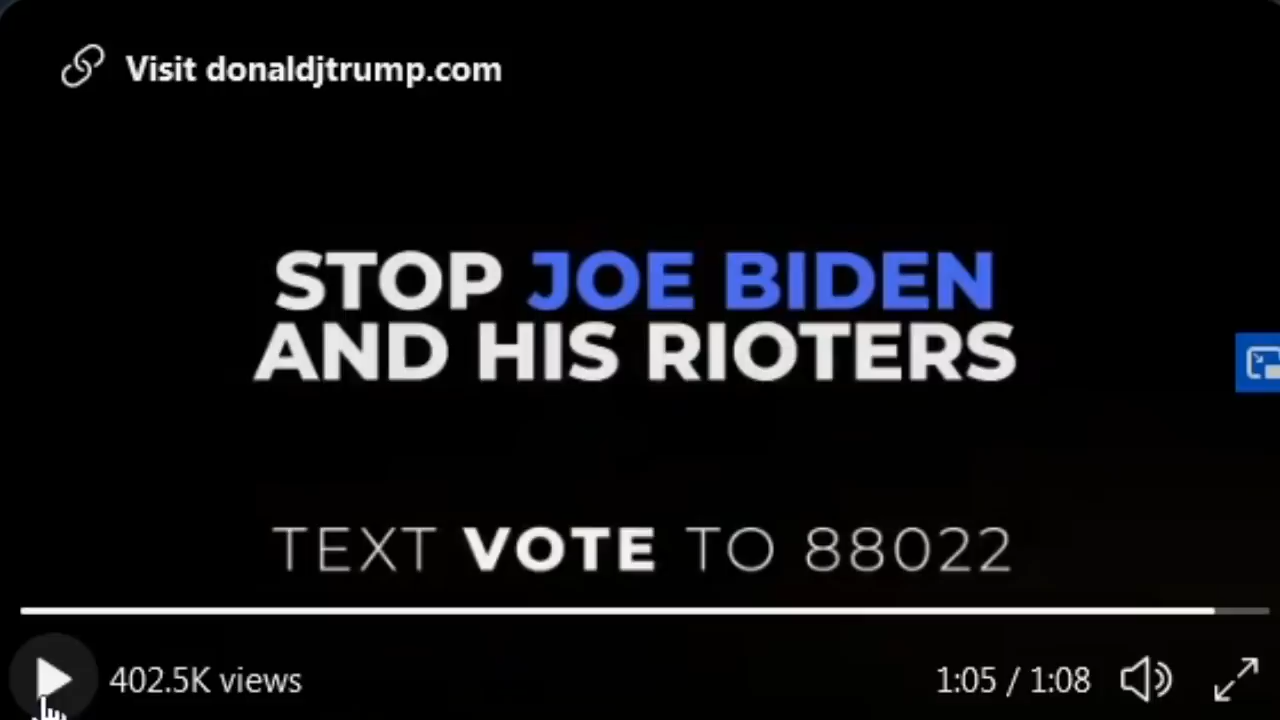 Visit donaldjtrump.com
STOP JOE BIDEN
AND HIS RIOTERS
TEXT VOTE TO 88022
402.5K views
1:05 / 1:08